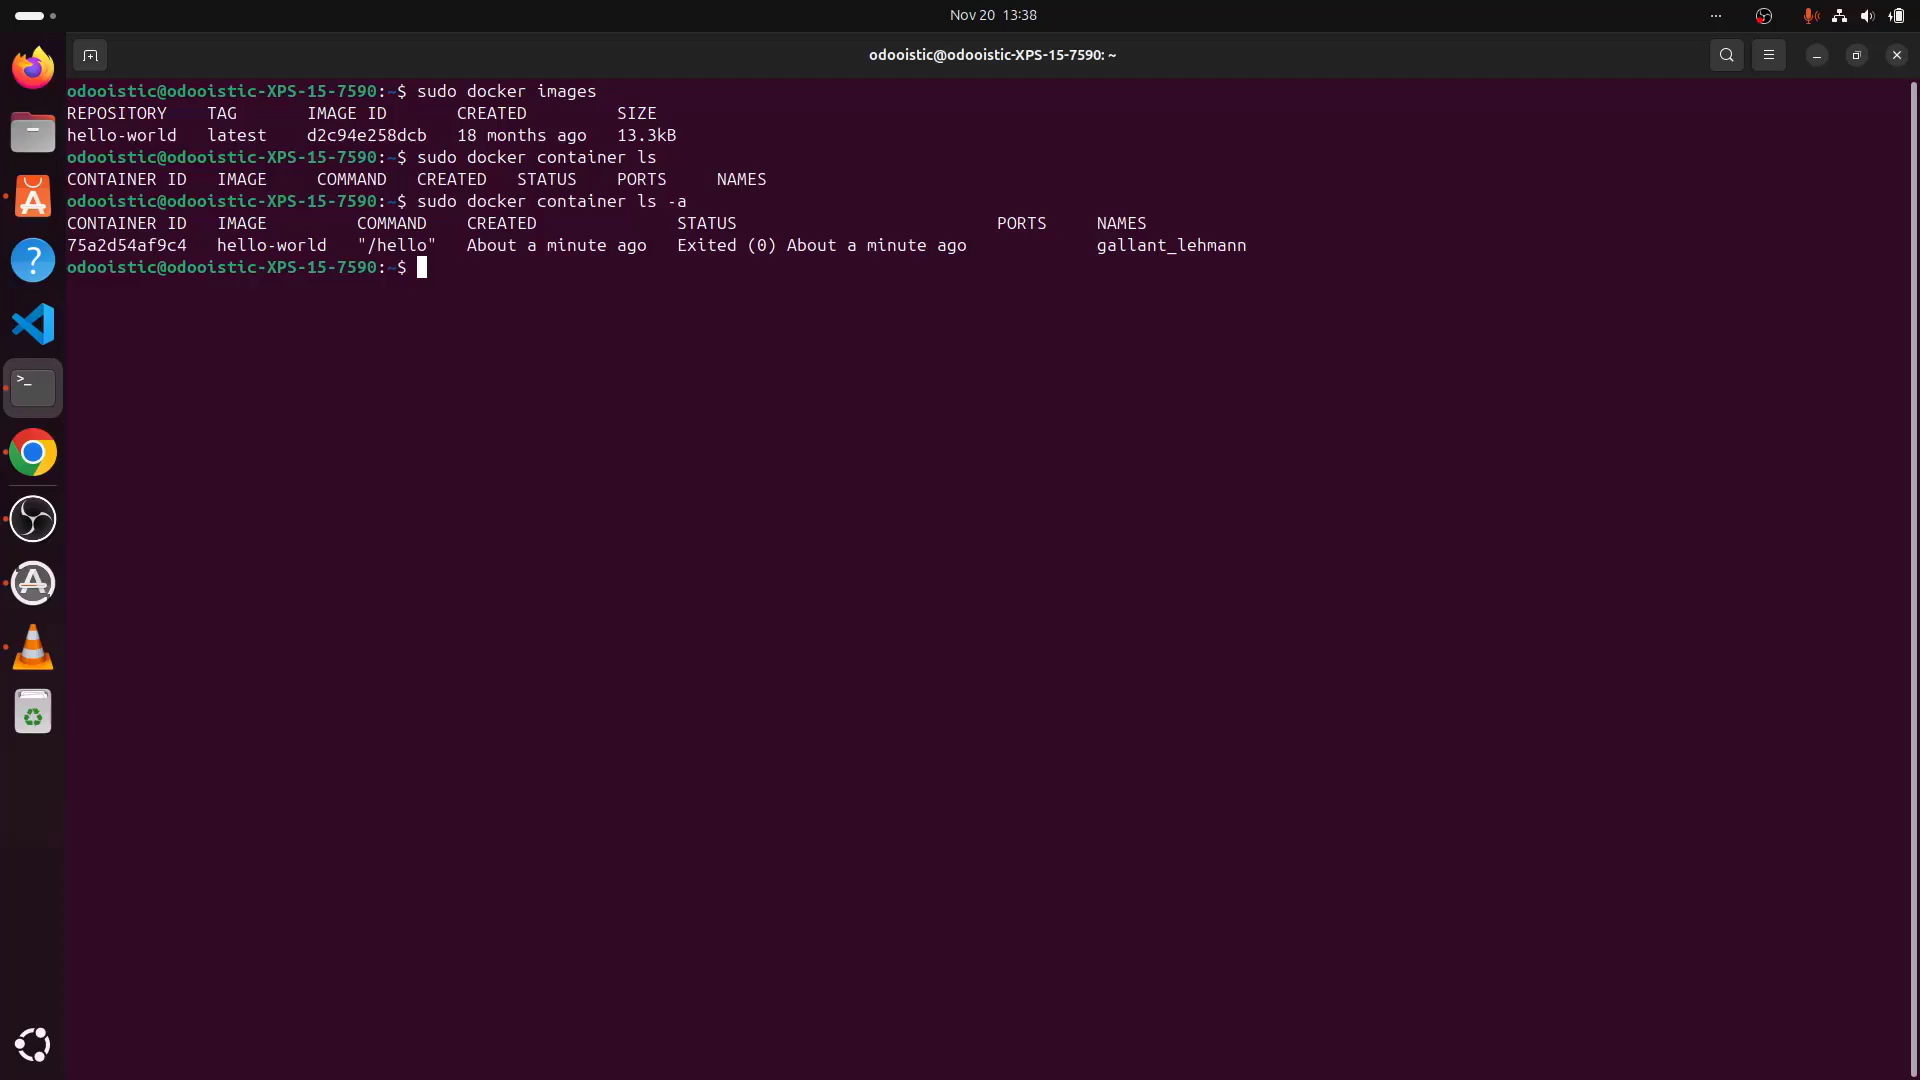 Nov 20 13:38
odooistic@odooistic-XPS-15-7590: ~
odooistic@odooistic-XPS-15-7590:~$ sudo docker images
REPOSITORY    TAG       IMAGE ID       CREATED         SIZE
hello-world   latest    d2c94e258dcb   18 months ago   13.3kB
odooistic@odooistic-XPS-15-7590:~$ sudo docker container ls
CONTAINER ID   IMAGE     COMMAND   CREATED   STATUS    PORTS     NAMES
odooistic@odooistic-XPS-15-7590:~$ sudo docker container ls -a
CONTAINER ID   IMAGE         COMMAND    CREATED              STATUS                          PORTS     NAMES
75a2d54af9c4   hello-world   "/hello"   About a minute ago   Exited (0) About a minute ago             gallant_lehmann
odooistic@odooistic-XPS-15-7590:~$